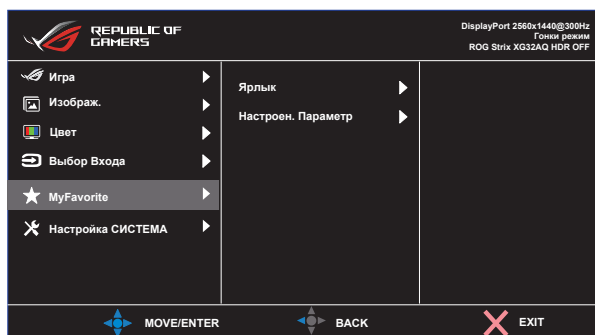 REPUBLIC OF
GAMERS
DisplayPort 2560x1440@300Hz
Гонки режим
ROG Strix XG32AQ HDR OFF
Игра
Изображ.
Цвет
Выбор Входа
MyFavorite
Настройка СИСТЕМА
Ярлык
Настроен. Параметр
MOVE/ENTER
BACK
EXIT